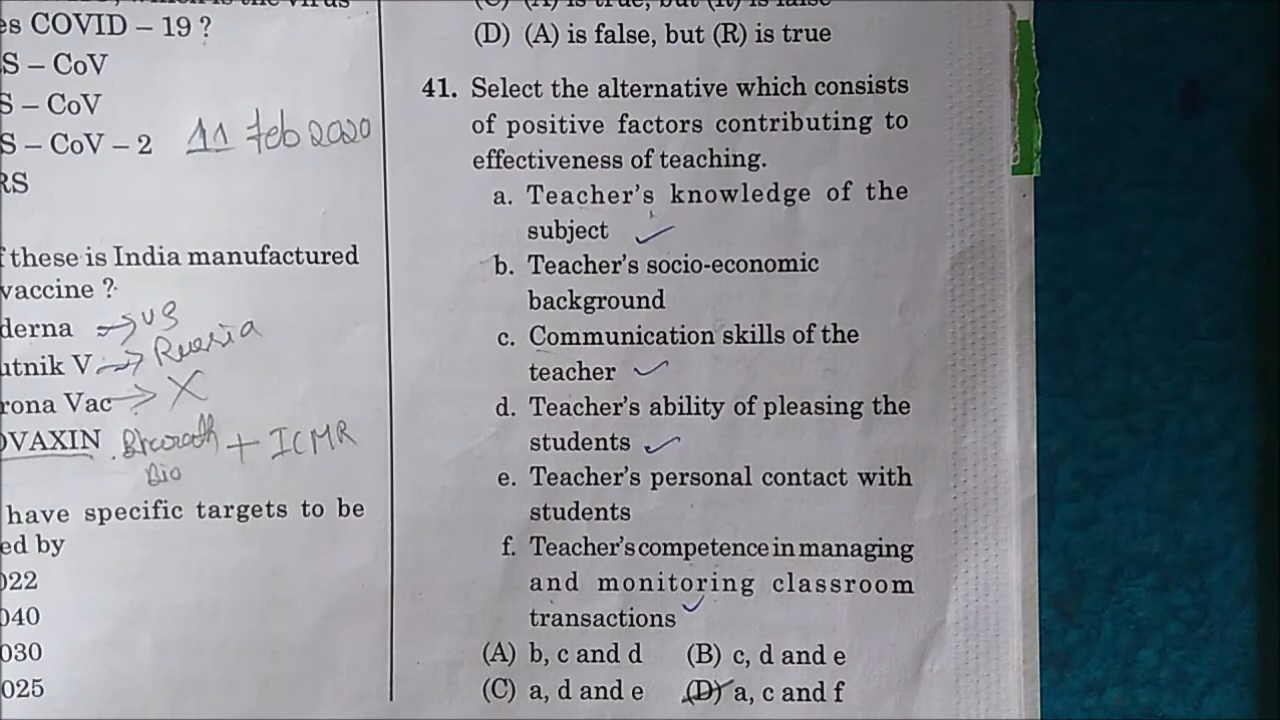 es COVID – 19 ?
S – CoV
S – CoV
S – CoV – 2 11 Feb 2020
RS
f these is India manufactured
vaccine ?
derna → US
utnik V → Russia
rona Vac → X
OVAXIN Bharath + ICMR
Bio
have specific targets to be
ed by
022
040
030
025
(D) (A) is false, but (R) is true
41. Select the alternative which consists
of positive factors contributing to
effectiveness of teaching.
a. Teacher's knowledge of the
subject
b. Teacher's socio-economic
background
c. Communication skills of the
teacher
d. Teacher's ability of pleasing the
students
e. Teacher's personal contact with
students
f. Teacher's competence in managing
and monitoring classroom
transactions
(A) b, c and d (B) c, d and e
(C) a, d and e (D) a, c and f